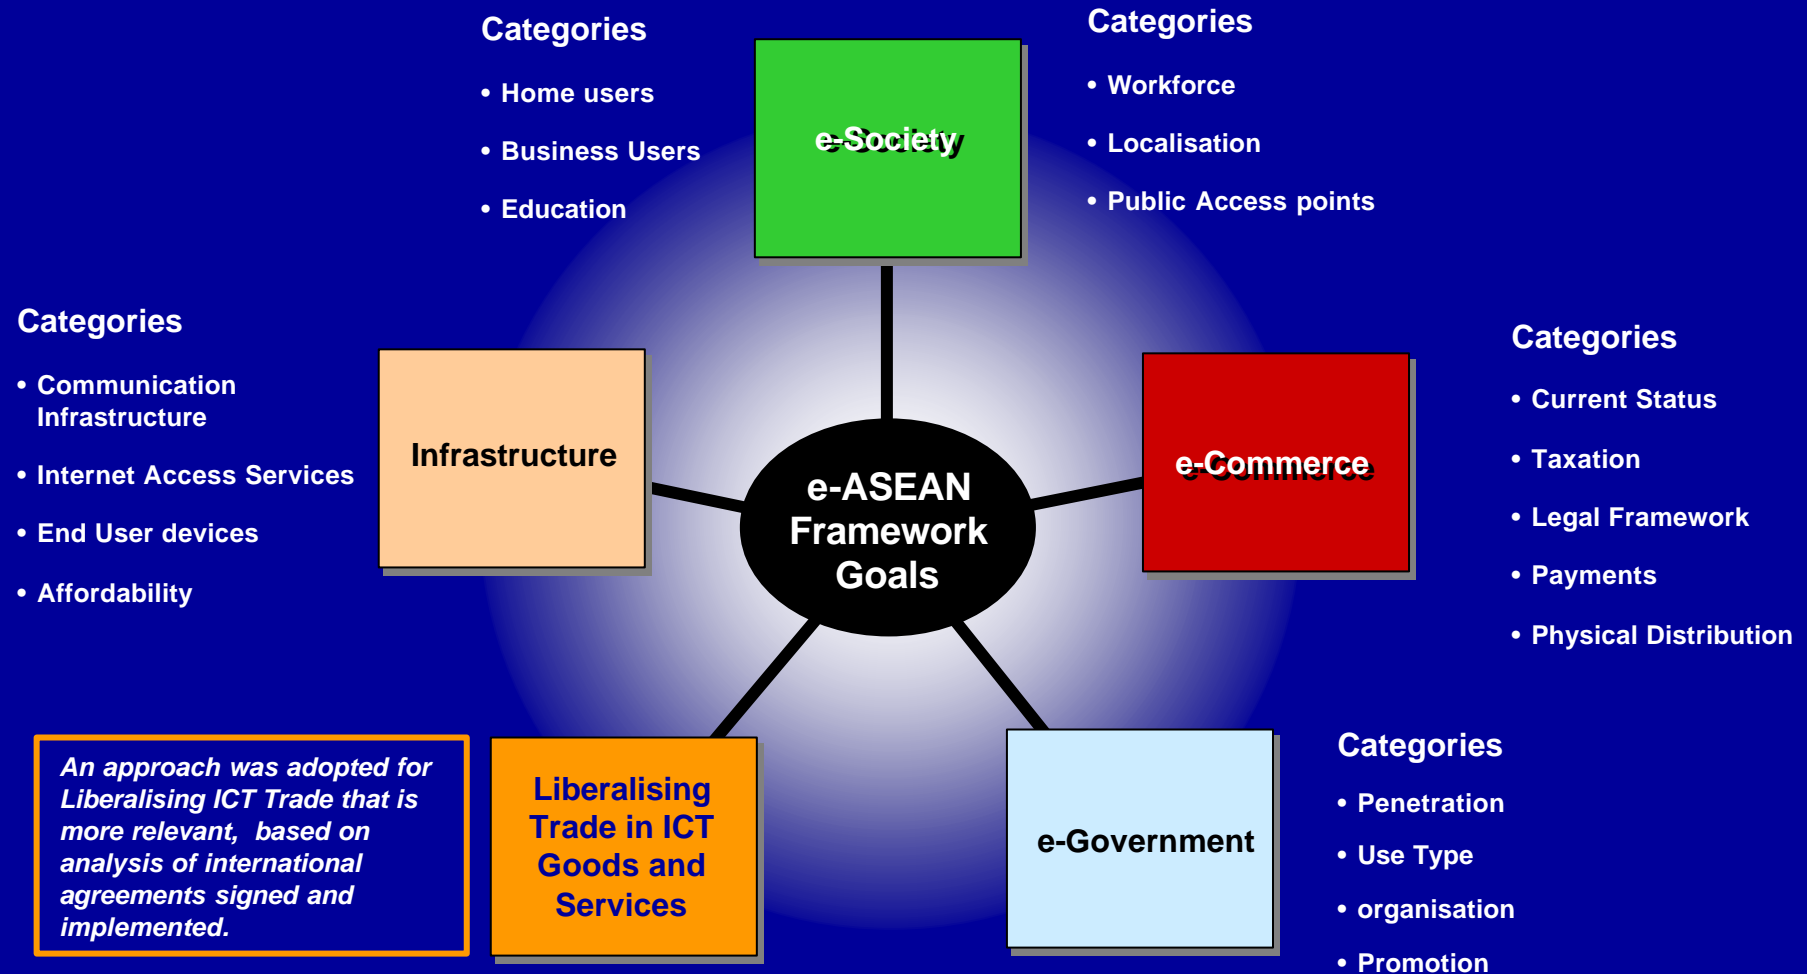 Categories
• Home users
• Business Users
• Education
e-Society
Categories
• Workforce
• Localisation
• Public Access points
Categories
• Communication
Infrastructure
• Internet Access Services
• End User devices
• Affordability
Infrastructure
e-ASEAN
Framework
Goals
e-Commerce
Categories
• Current Status
• Taxation
• Legal Framework
• Payments
• Physical Distribution
An approach was adopted for
Liberalising ICT Trade that is
more relevant, based on
analysis of international
agreements signed and
implemented.
Liberalising
Trade in ICT
Goods and
Services
e-Government
Categories
• Penetration
• Use Type
• organisation
• Promotion